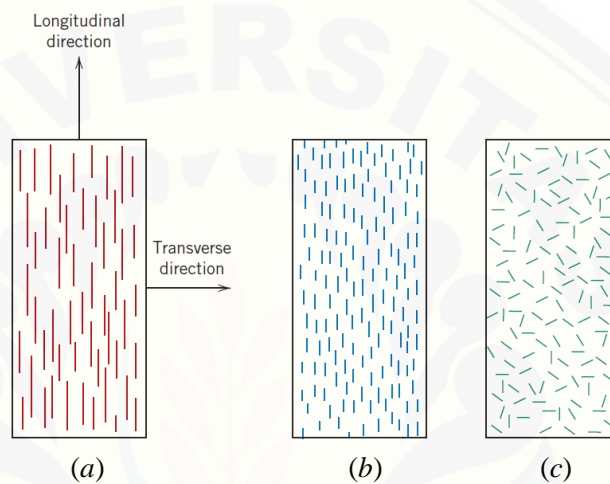 Longitudinal
direction
Transverse
direction
(a)
(b)
(c)